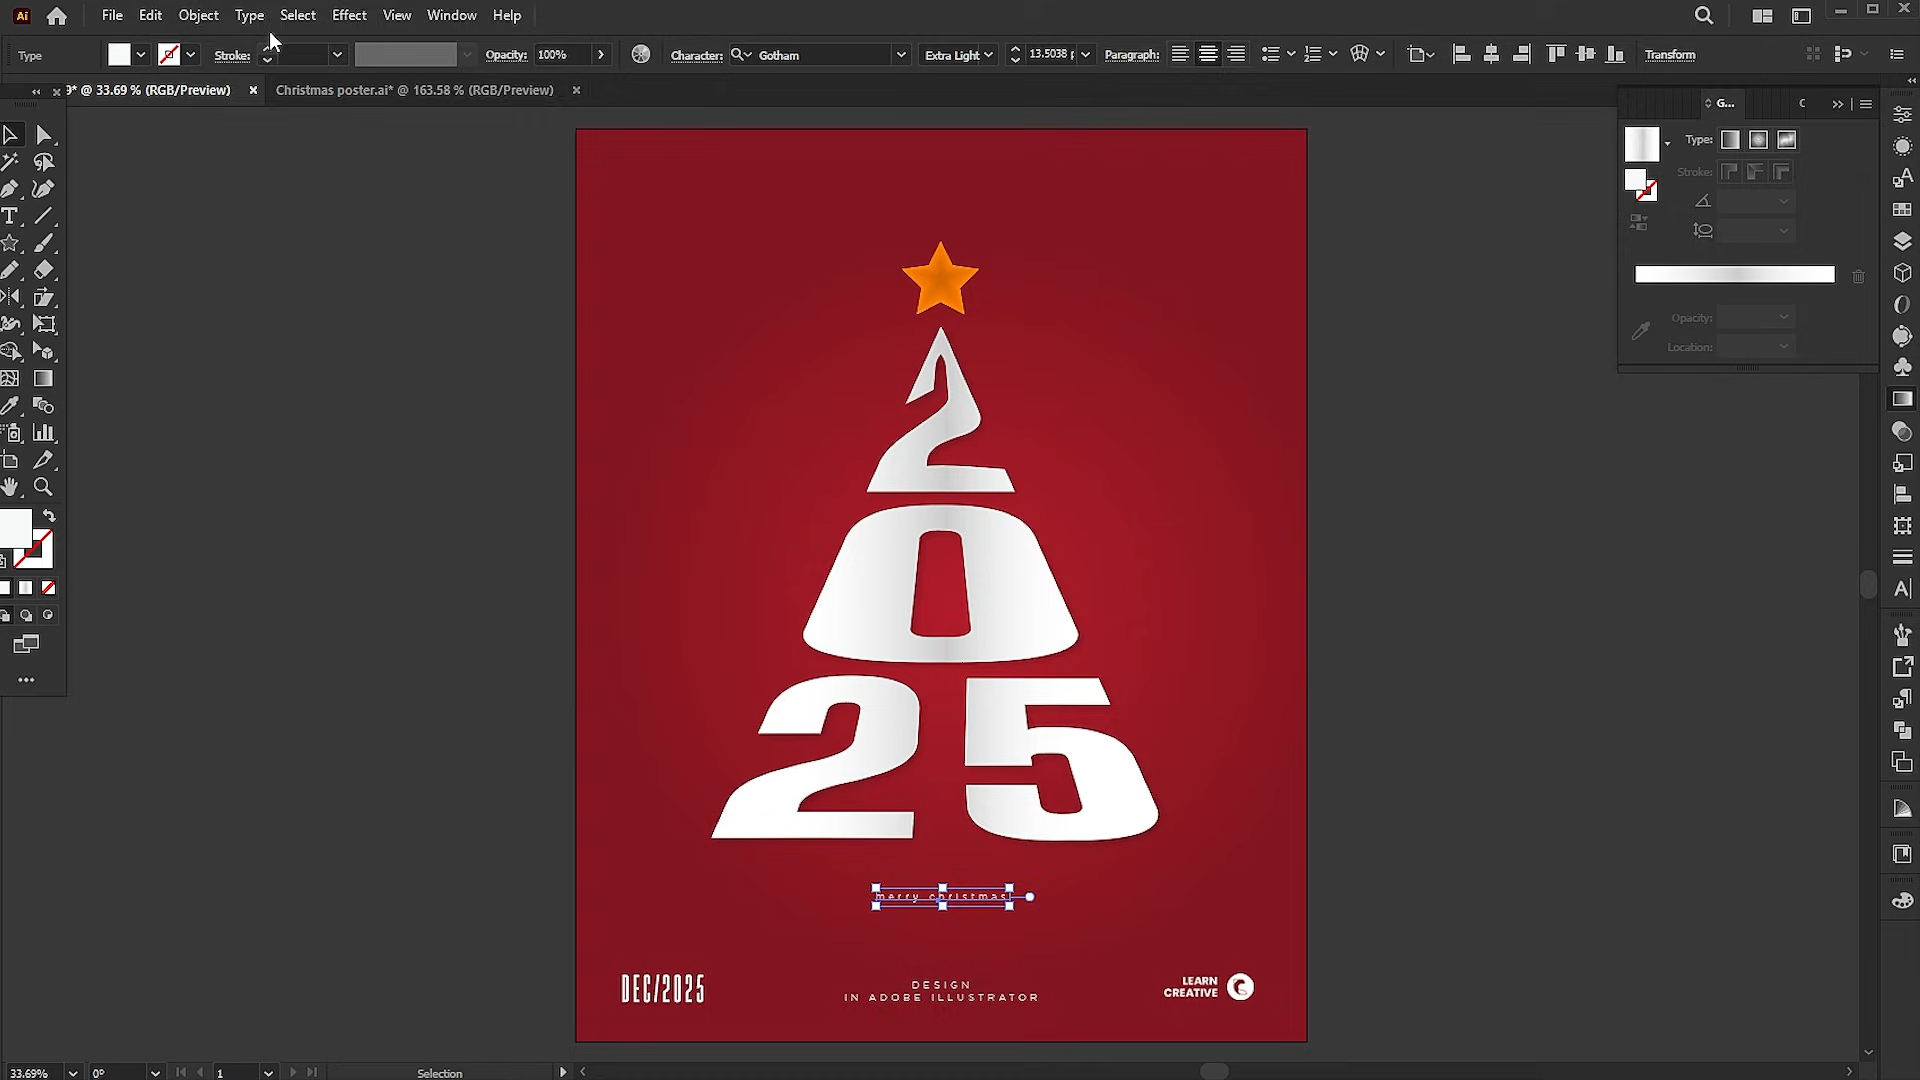 Ai File Edit Object Type Select Effect View Window Help
Type Stroke: Opacity: 100% Character: Gotham Extra Light 13.5038 p Paragraph: Transform
9* @ 33.69 % (RGB/Preview) × Christmas poster.ai* @ 163.58 % (RGB/Preview) ×
G... C
Type:
Stroke:
Opacity:
Location:
2
0
25
merry christmas
DEC/2025
DESIGN
IN ADOBE ILLUSTRATOR
LEARN
CREATIVE
33.69% 0° 1 Selection